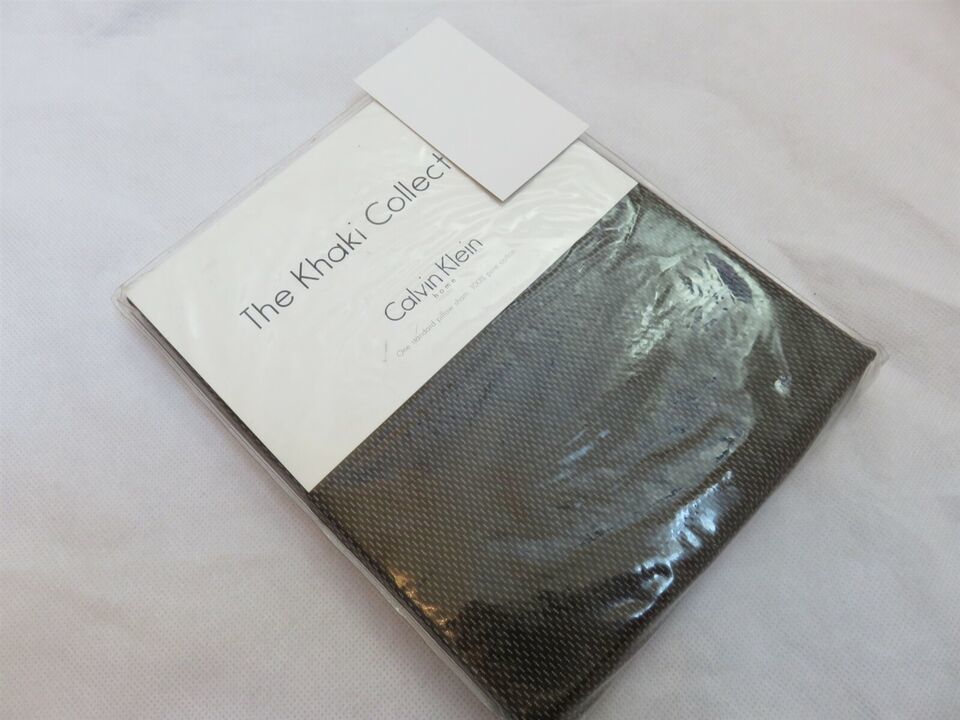 The Khaki Collect
Calvin Klein
home
One standard pillow sham 100% pure cotton